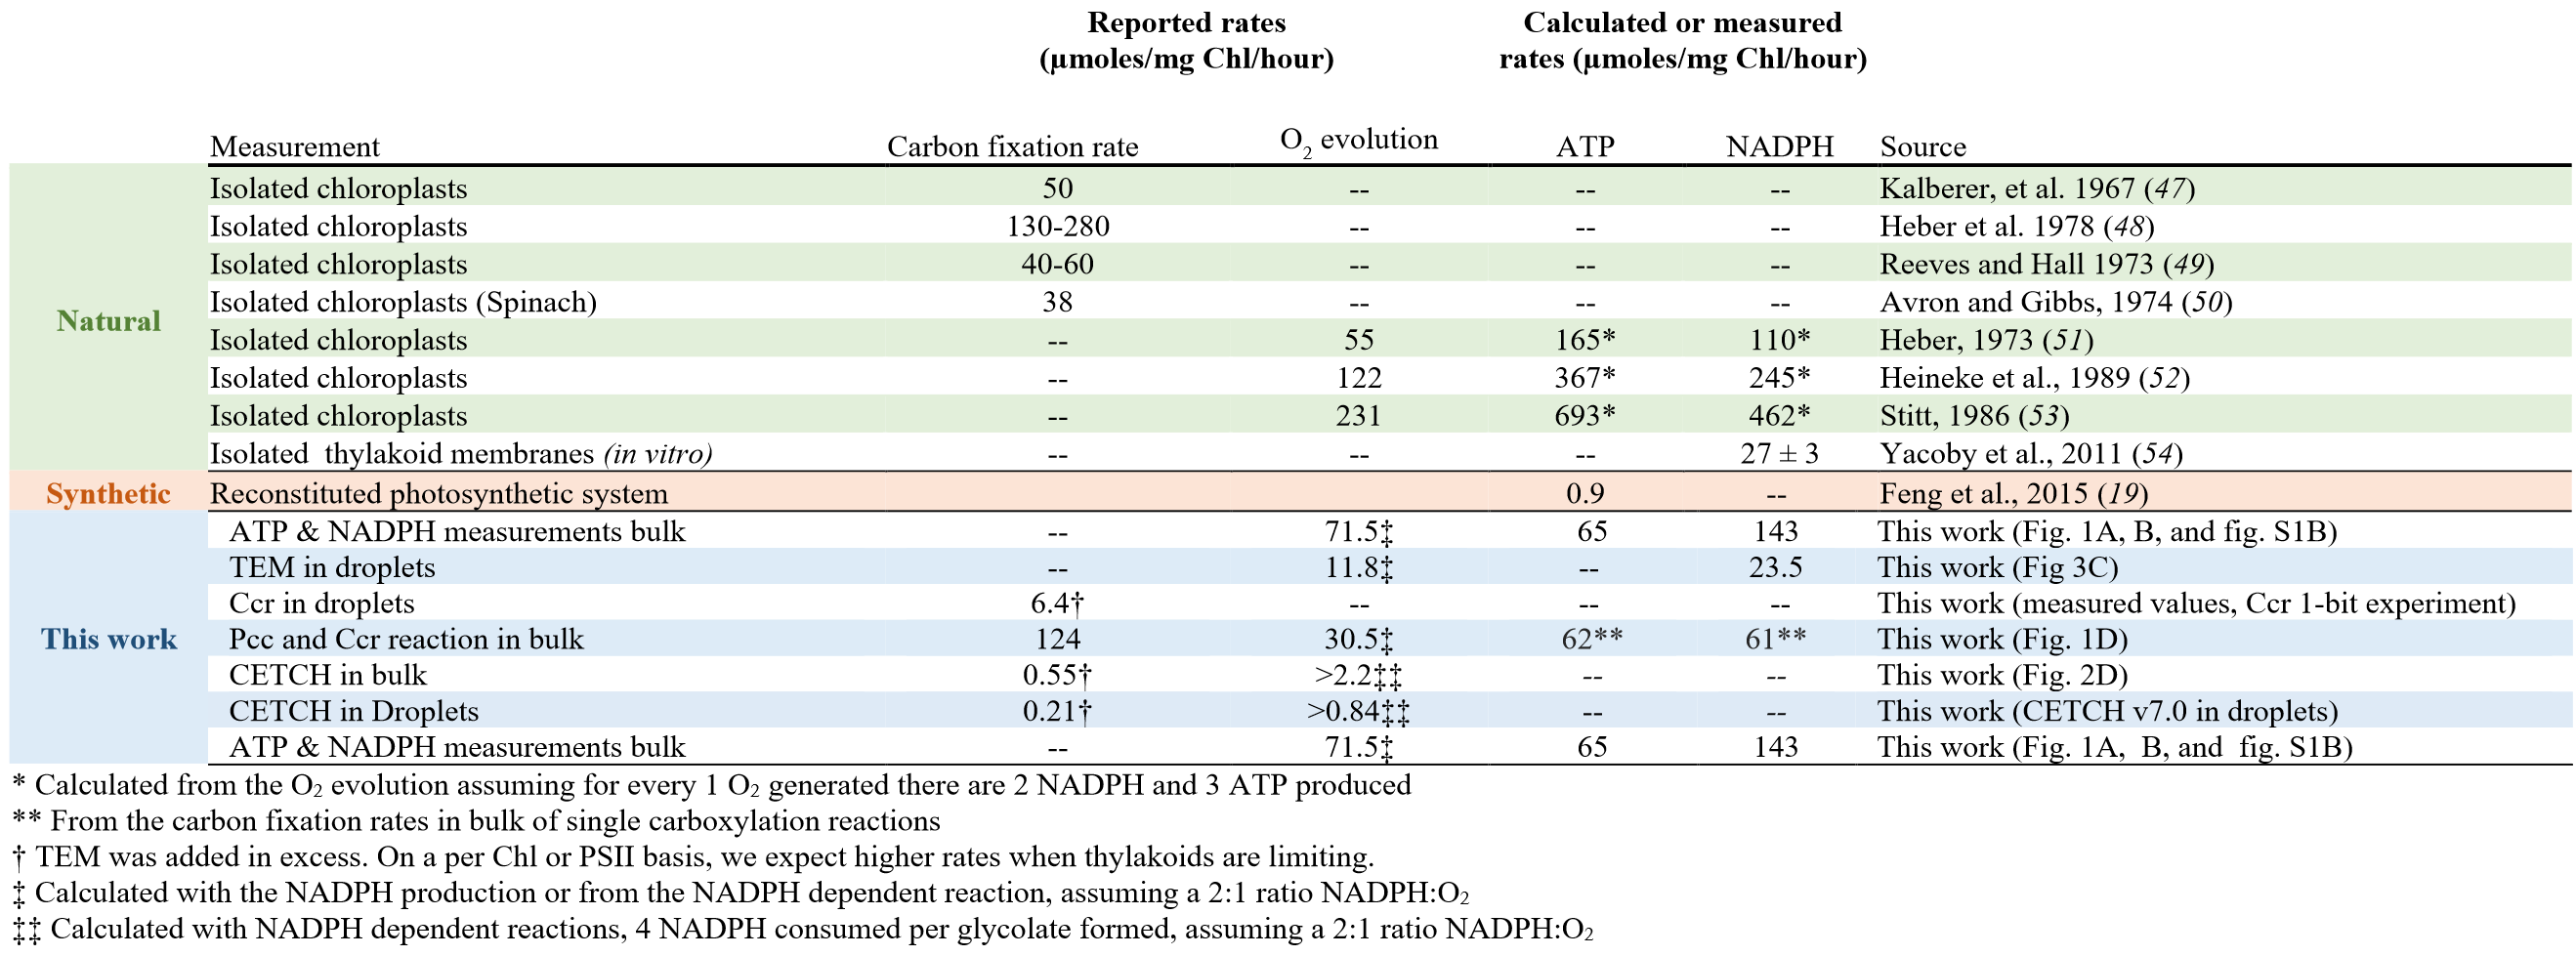 Reported rates Calculated or measured
(µmoles/mg Chl/hour) rates (µmoles/mg Chl/hour)
Measurement Carbon fixation rate O2 evolution ATP NADPH Source
Isolated chloroplasts 50 -- -- -- Kalberer, et al. 1967 (47)
Isolated chloroplasts 130-280 -- -- -- Heber et al. 1978 (48)
Isolated chloroplasts 40-60 -- -- -- Reeves and Hall 1973 (49)
Isolated chloroplasts (Spinach) 38 -- -- -- Avron and Gibbs, 1974 (50)
Natural
Isolated chloroplasts -- 55 165* 110* Heber, 1973 (51)
Isolated chloroplasts -- 122 367* 245* Heineke et al., 1989 (52)
Isolated chloroplasts -- 231 693* 462* Stitt, 1986 (53)
Isolated thylakoid membranes (in vitro) -- -- -- 27 ± 3 Yacoby et al., 2011 (54)
Synthetic Reconstituted photosynthetic system 0.9 -- Feng et al., 2015 (19)
ATP & NADPH measurements bulk -- 71.5‡ 65 143 This work (Fig. 1A, B, and fig. S1B)
TEM in droplets -- 11.8‡ -- 23.5 This work (Fig 3C)
Ccr in droplets 6.4† -- -- -- This work (measured values, Ccr 1-bit experiment)
This work Pcc and Ccr reaction in bulk 124 30.5‡ 62** 61** This work (Fig. 1D)
CETCH in bulk 0.55† >2.2‡‡ -- -- This work (Fig. 2D)
CETCH in Droplets 0.21† >0.84‡‡ -- -- This work (CETCH v7.0 in droplets)
ATP & NADPH measurements bulk -- 71.5‡ 65 143 This work (Fig. 1A, B, and fig. S1B)
* Calculated from the O2 evolution assuming for every 1 O2 generated there are 2 NADPH and 3 ATP produced
** From the carbon fixation rates in bulk of single carboxylation reactions
† TEM was added in excess. On a per Chl or PSII basis, we expect higher rates when thylakoids are limiting.
‡ Calculated with the NADPH production or from the NADPH dependent reaction, assuming a 2:1 ratio NADPH:O2
‡‡ Calculated with NADPH dependent reactions, 4 NADPH consumed per glycolate formed, assuming a 2:1 ratio NADPH:O2